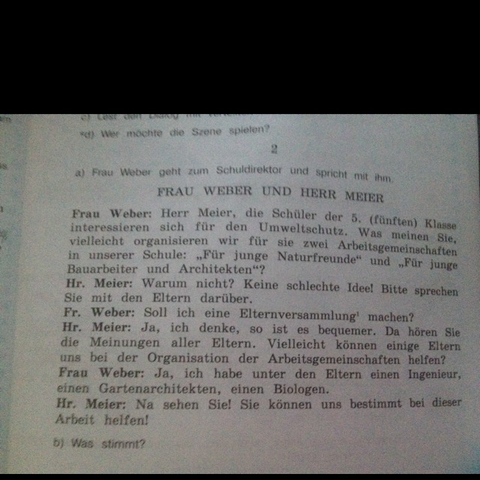 c) Lest den Dialog mit
*d) Wer möchte die Szene spielen?
2
a) Frau Weber geht zum Schuldirektor und spricht mit ihm.
FRAU WEBER UND HERR MEIER
Frau Weber: Herr Meier, die Schüler der 5. (fünften) Klasse
interessieren sich für den Umweltschutz. Was meinen Sie,
vielleicht organisieren wir für sie zwei Arbeitsgemeinschaften
in unserer Schule: „Für junge Naturfreunde" und „Für junge
Bauarbeiter und Architekten"?
Hr. Meier: Warum nicht? Keine schlechte Idee! Bitte sprechen
Sie mit den Eltern darüber.
Fr. Weber: Soll ich eine Elternversammlung¹ machen?
Hr. Meier: Ja, ich denke, so ist es bequemer. Da hören Sie
die Meinungen aller Eltern. Vielleicht können einige Eltern
uns bei der Organisation der Arbeitsgemeinschaften helfen?
Frau Weber: Ja, ich habe unter den Eltern einen Ingenieur,
einen Gartenarchitekten, einen Biologen.
Hr. Meier: Na sehen Sie! Sie können uns bestimmt bei dieser
Arbeit helfen!
b) Was stimmt?